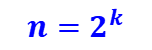 n = 2^k